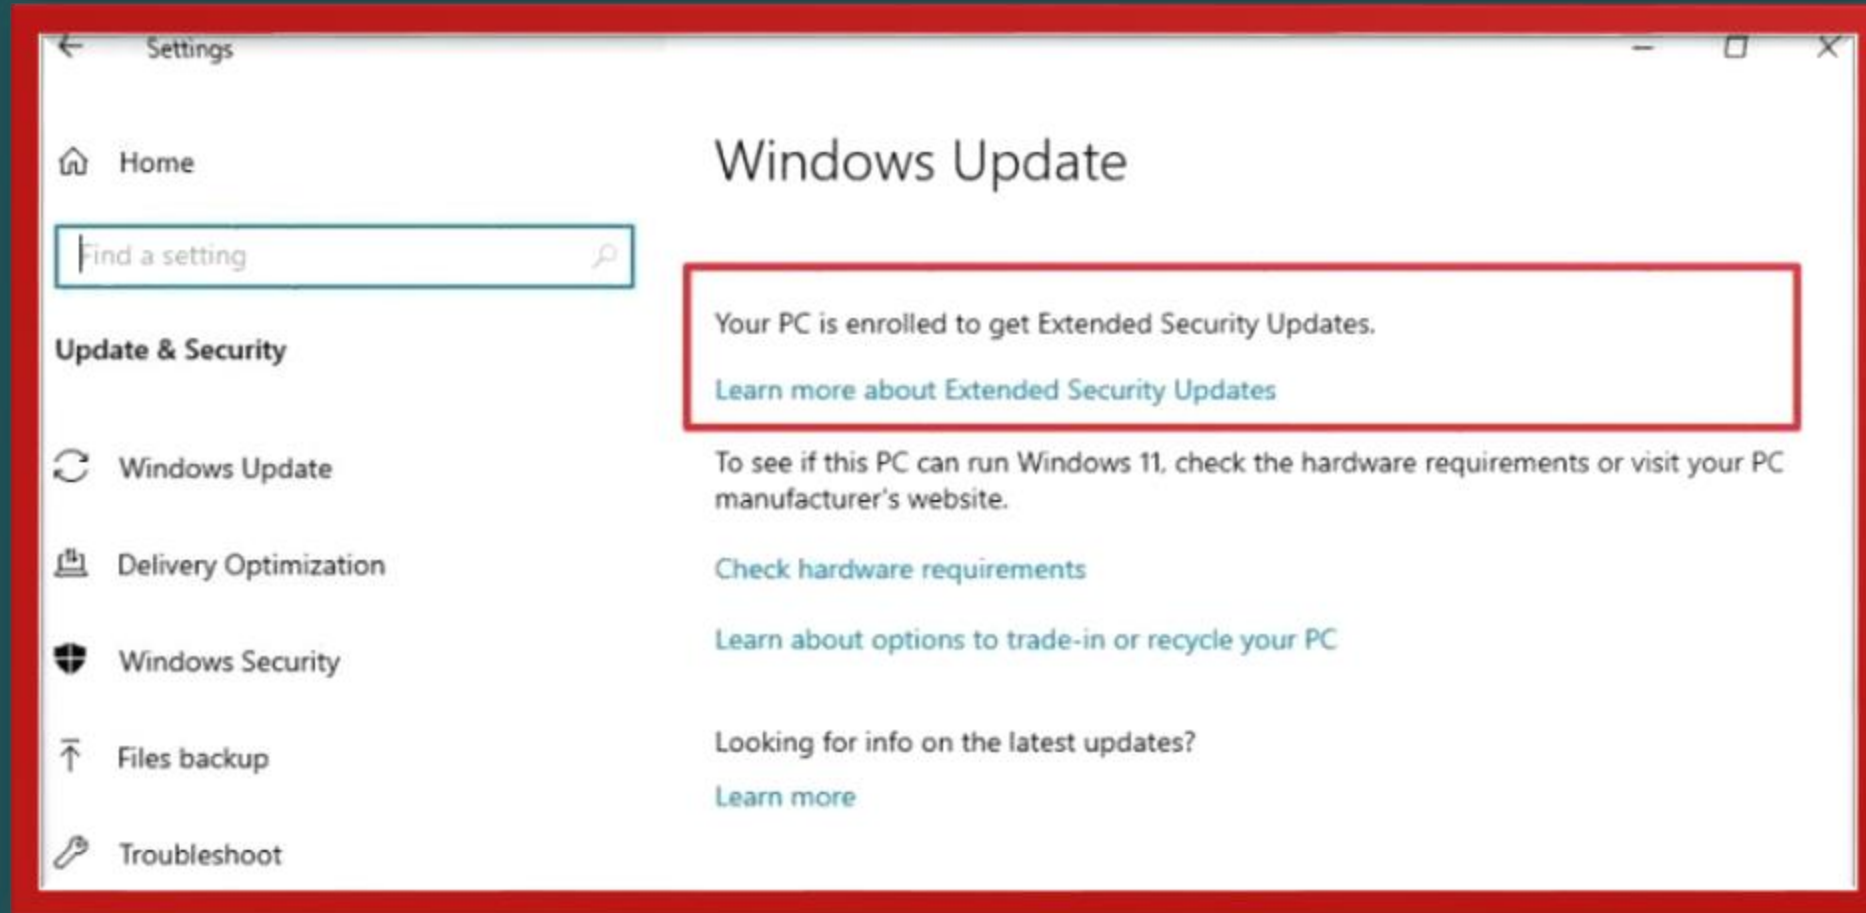 Settings
Home
Find a setting
Update & Security
Windows Update
Delivery Optimization
Windows Security
Files backup
Troubleshoot
Windows Update
Your PC is enrolled to get Extended Security Updates.
Learn more about Extended Security Updates
To see if this PC can run Windows 11, check the hardware requirements or visit your PC
manufacturer's website.
Check hardware requirements
Learn about options to trade-in or recycle your PC
Looking for info on the latest updates?
Learn more